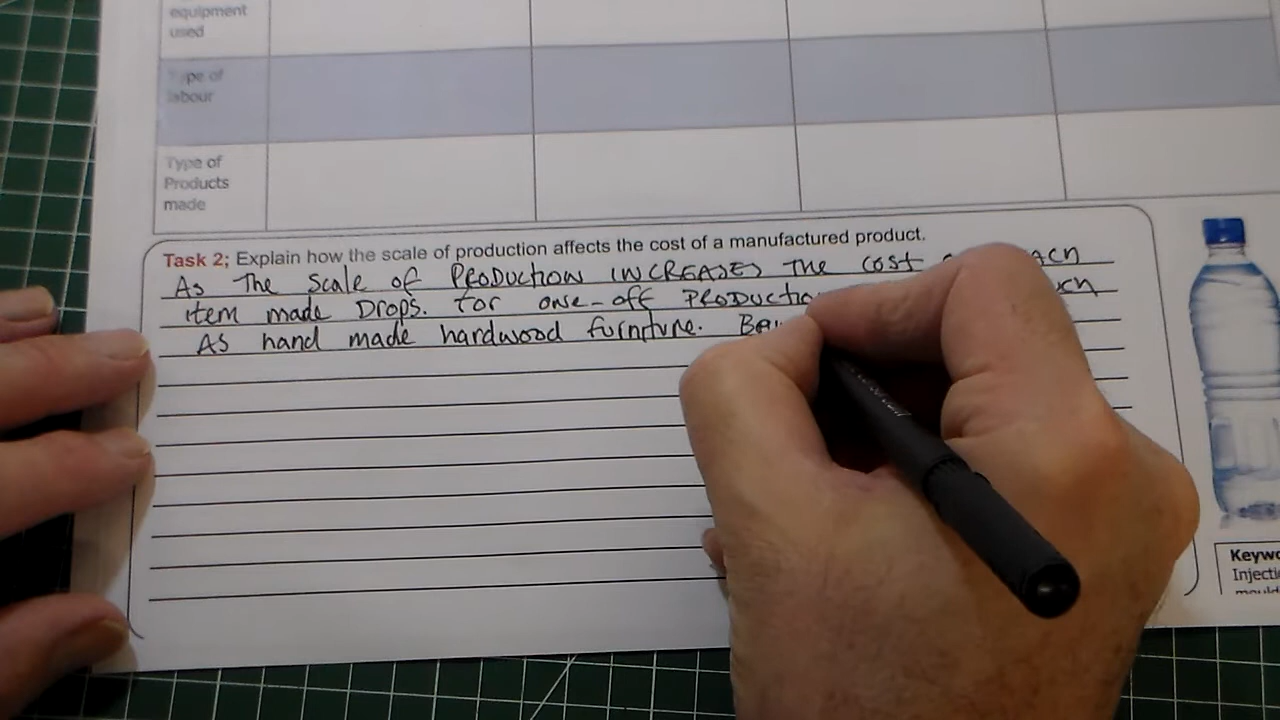 equipment
used
Type of
labour
Type of
Products
made
Task 2; Explain how the scale of production affects the cost of a manufactured product.
As The Scale of PRODUCTION INCREASES The cost
item made Drops. for one-off PRODUCTIO
As hand made hardwood furniture.
Keywo
Injecti